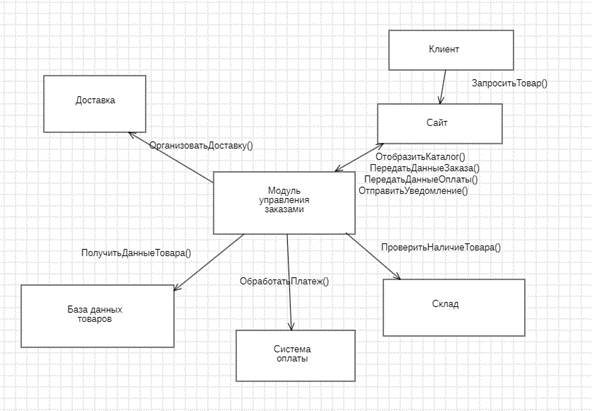 Клиент
ЗапроситьТовар()
Доставка
Сайт
ОрганизоватьДоставку()
ОтобразитьКаталог()
ПередатьДанныеЗаказа()
ПередатьДанныеОплаты()
ОтправитьУведомление()
Модуль
управления
заказами
ПолучитьДанныеТовара()
ПроверитьНаличиеТовара()
ОбработатьПлатеж()
База данных
товаров
Склад
Система
оплаты